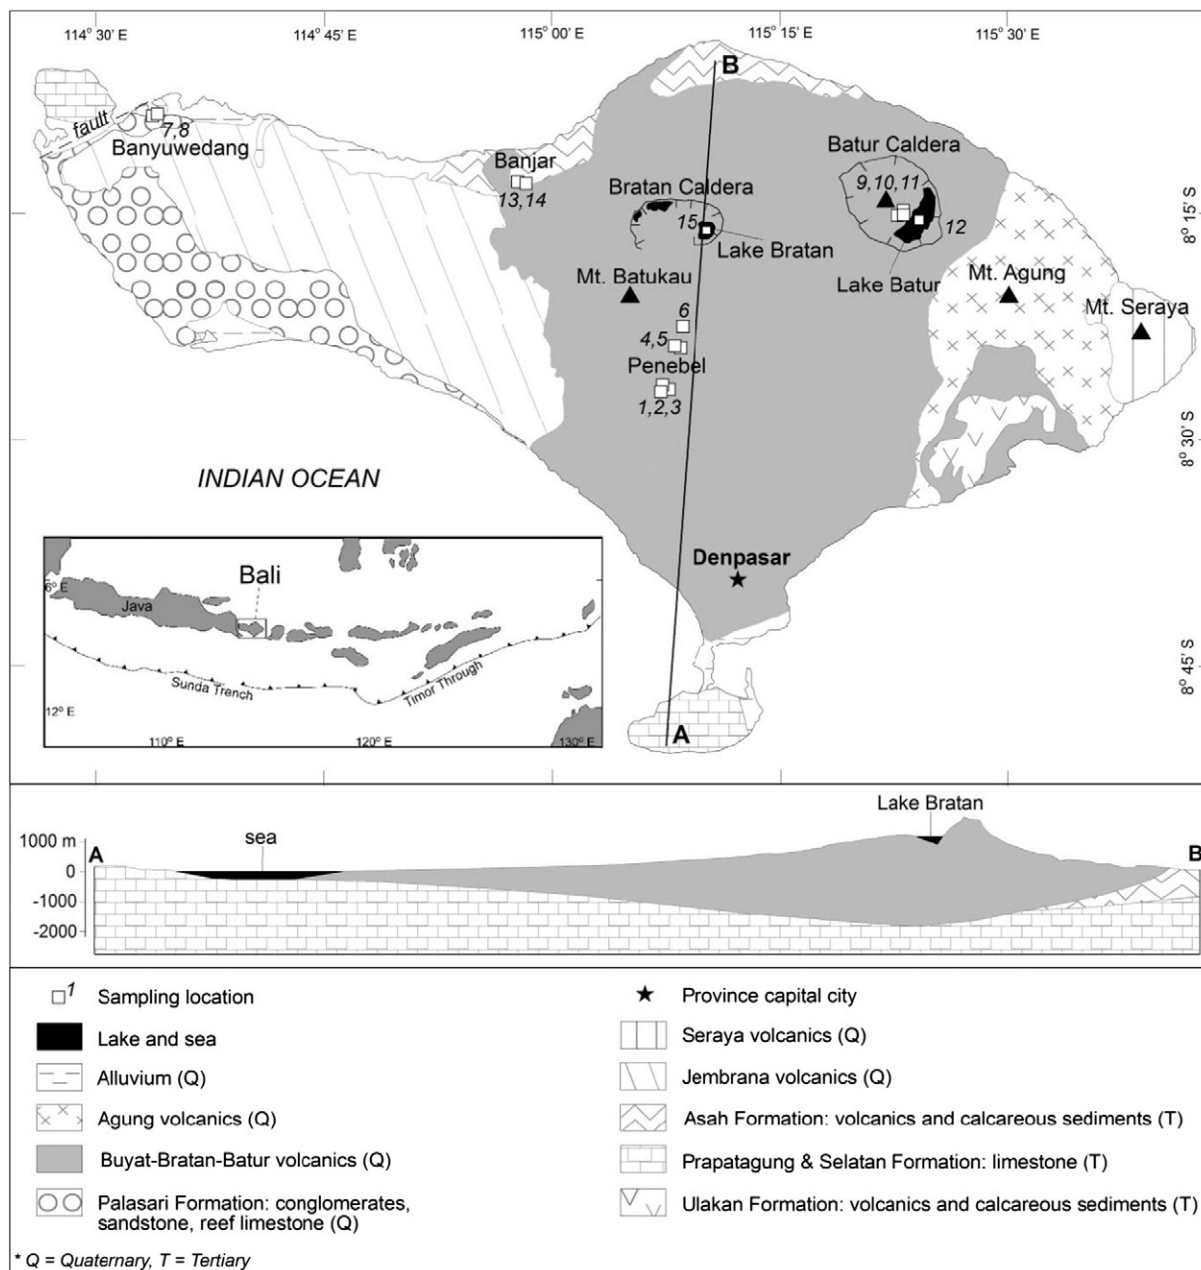 114° 30' E
114° 45' E
115° 00' E
115° 15' E
115° 30' E
B
fault
7,8
Banyuwedang
Banjar
13,14
Batur Caldera
9,10,11
Bratan Caldera
15
12
8° 15' S
Lake Bratan
Lake Batur
Mt. Batukau
Mt. Agung
Mt. Seraya
6
4,5
Penebel
1,2,3
8° 30' S
INDIAN OCEAN
Denpasar
Bali
6° E
Java
Sunda Trench
Timor Through
12° E
110° E
120° E
130° E
8° 45' S
A
Lake Bratan
sea
1000 m
A
B
0
-1000
-2000
1 Sampling location
Lake and sea
Alluvium (Q)
Agung volcanics (Q)
Buyat-Bratan-Batur volcanics (Q)
Palasari Formation: conglomerates,
sandstone, reef limestone (Q)
Province capital city
Seraya volcanics (Q)
Jembrana volcanics (Q)
Asah Formation: volcanics and calcareous sediments (T)
Prapatagung & Selatan Formation: limestone (T)
Ulakan Formation: volcanics and calcareous sediments (T)
* Q = Quaternary, T = Tertiary